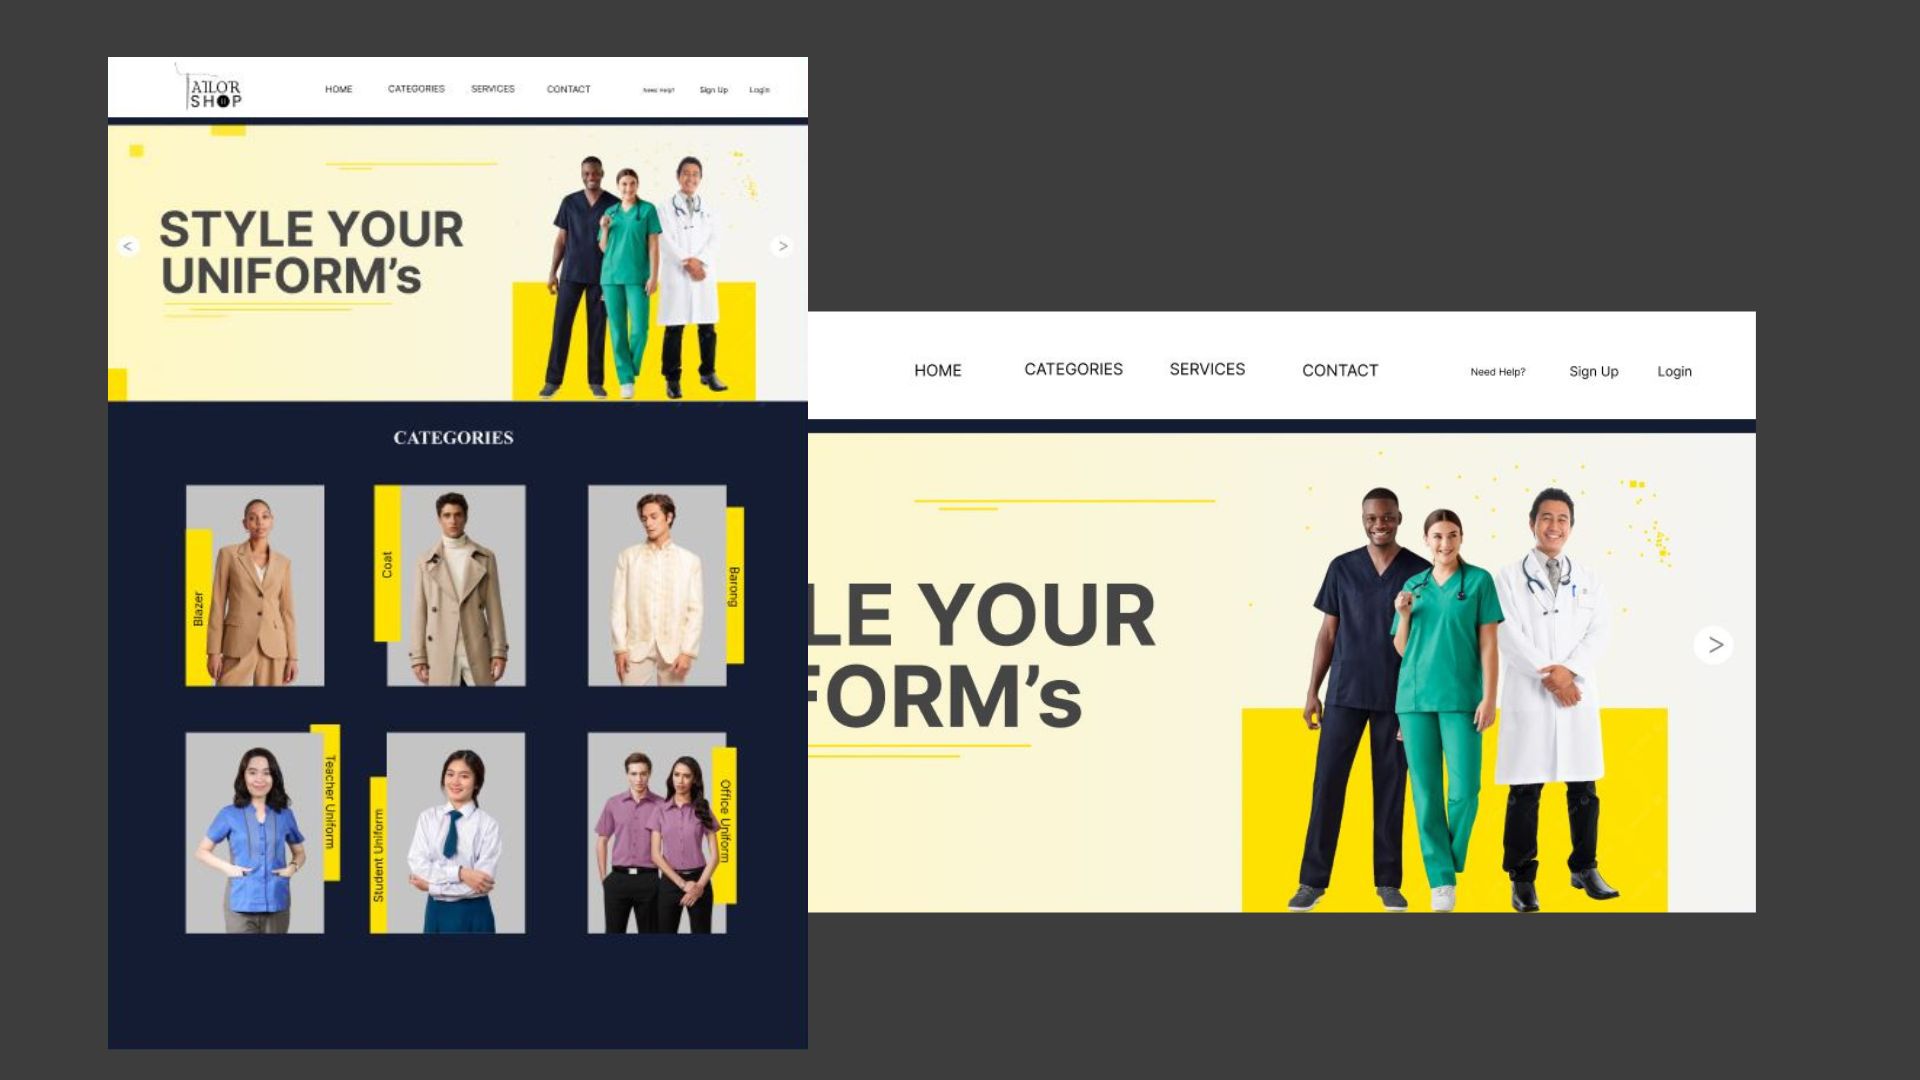 TAILOR
SHOP
HOME
CATEGORIES
SERVICES
CONTACT
Need Help?
Sign Up
Login
STYLE YOUR
UNIFORM’s
<
>
CATEGORIES
Blazer
Coat
Barong
Teacher Uniform
Student Uniform
Office Uniform
HOME
CATEGORIES
SERVICES
CONTACT
Need Help?
Sign Up
Login
LE YOUR
FORM’s
>